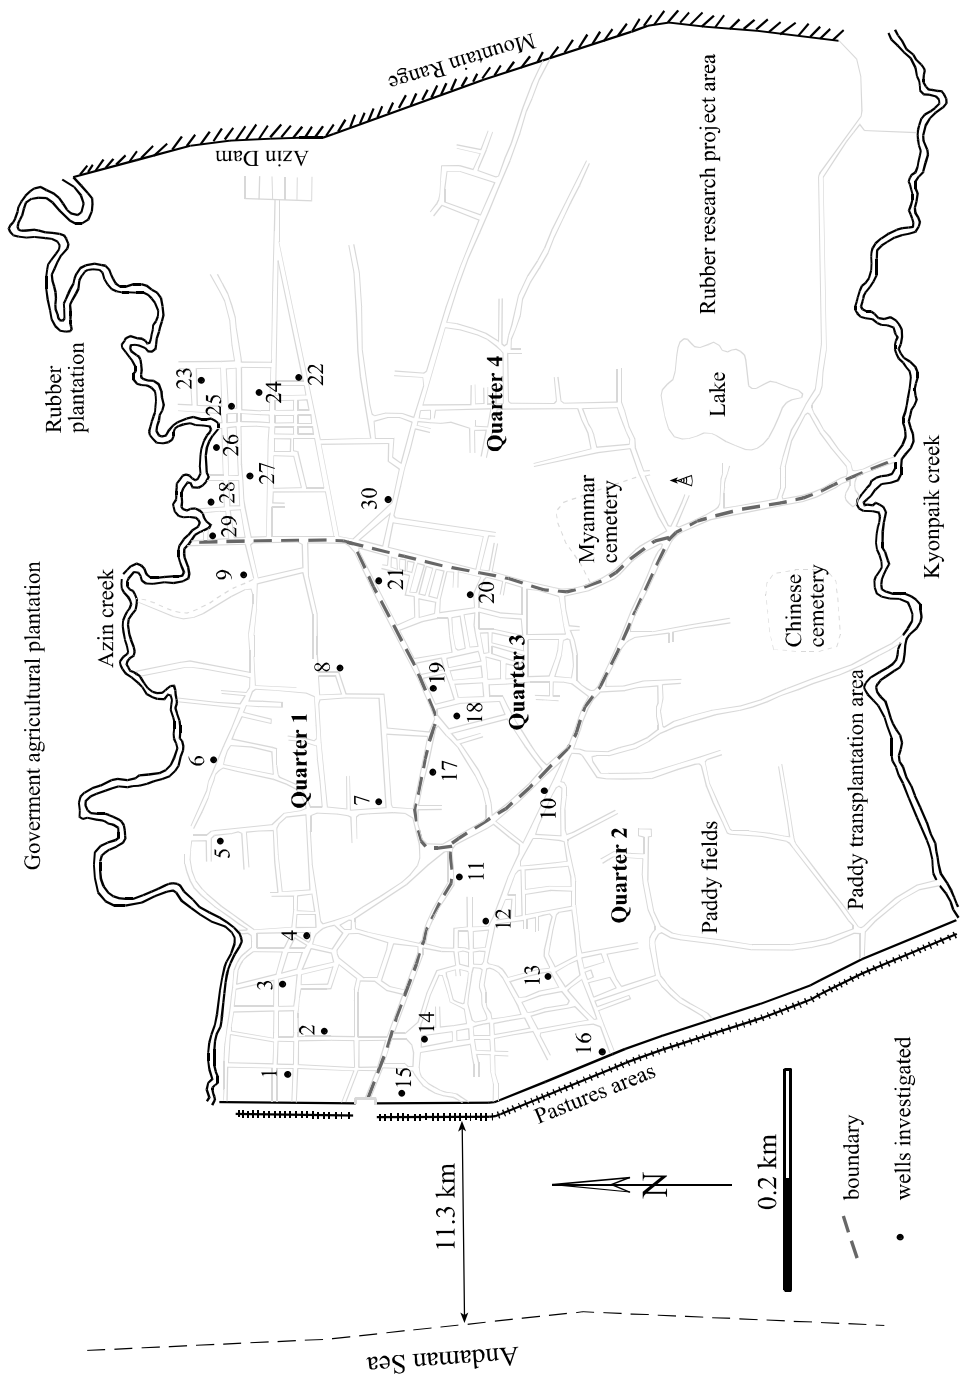 Goverment agricultural plantation
Rubber
plantation
Azin creek
Azin Dam
Mountain Range
1
2
3
4
5
6
7
8
9
Quarter 1
29
28
27
26
25
23
24
22
30
Quarter 4
21
20
19
18
17
Quarter 3
15
14
13
12
11
10
16
Quarter 2
Myanmar
cemetery
Lake
Rubber research project area
Paddy fields
Chinese
cemetery
Paddy transplantation area
Kyonpaik creek
Pastures areas
11.3 km
Andaman Sea
N
0.2 km
boundary
wells investigated